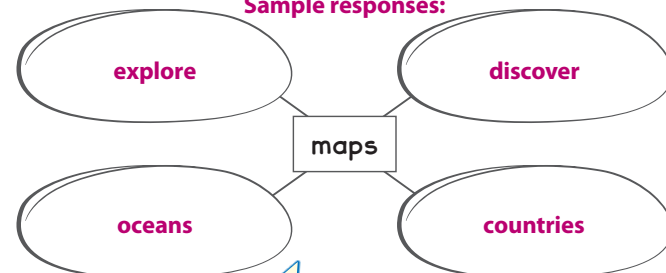 Sample responses:
explore
discover
maps
oceans
countries